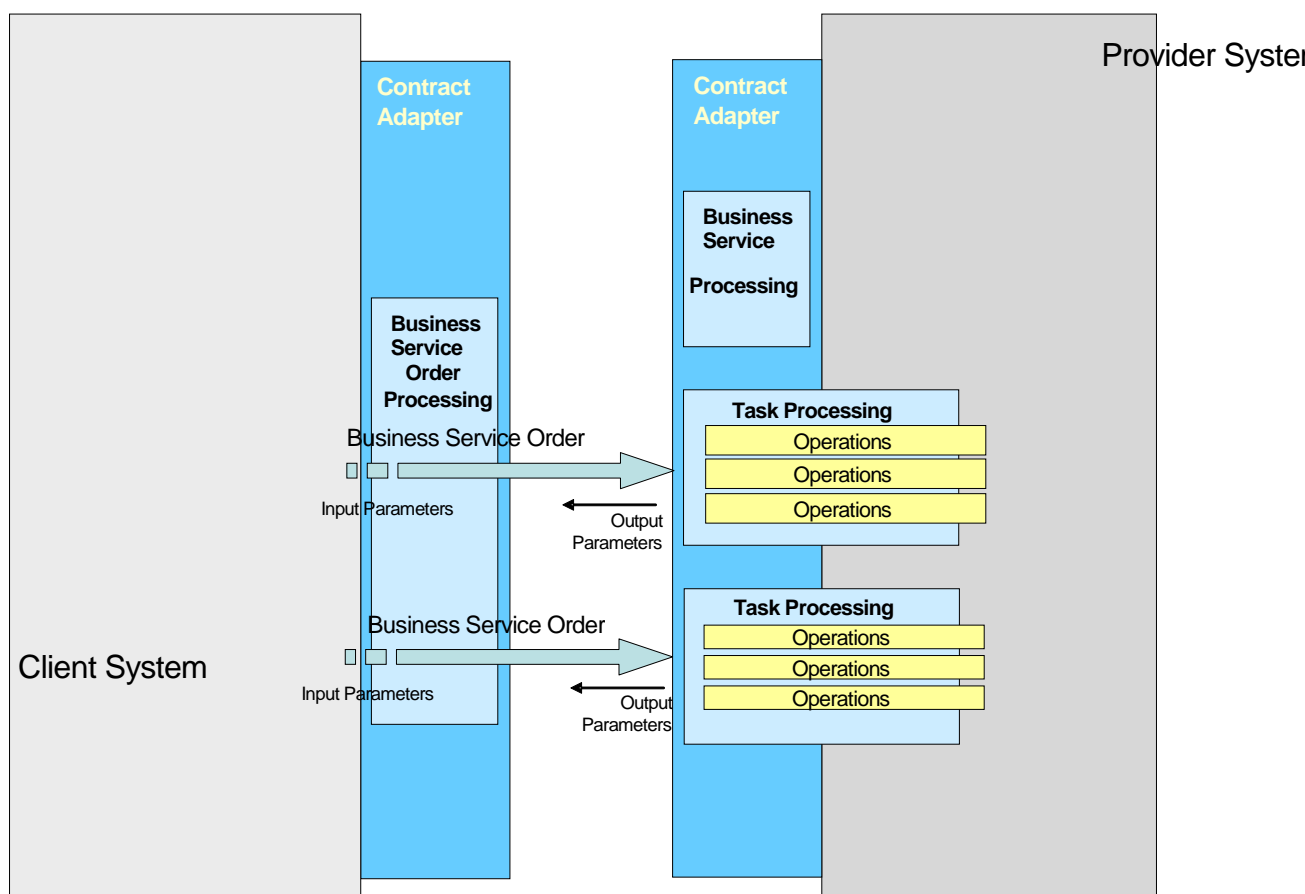 Provider System
Contract
Adapter
Contract
Adapter
Business
Service
Processing
Business
Service
Order
Processing
Task Processing
Operations
Operations
Operations
Business Service Order
Input Parameters
Output
Parameters
Task Processing
Operations
Operations
Operations
Business Service Order
Client System
Input Parameters
Output
Parameters